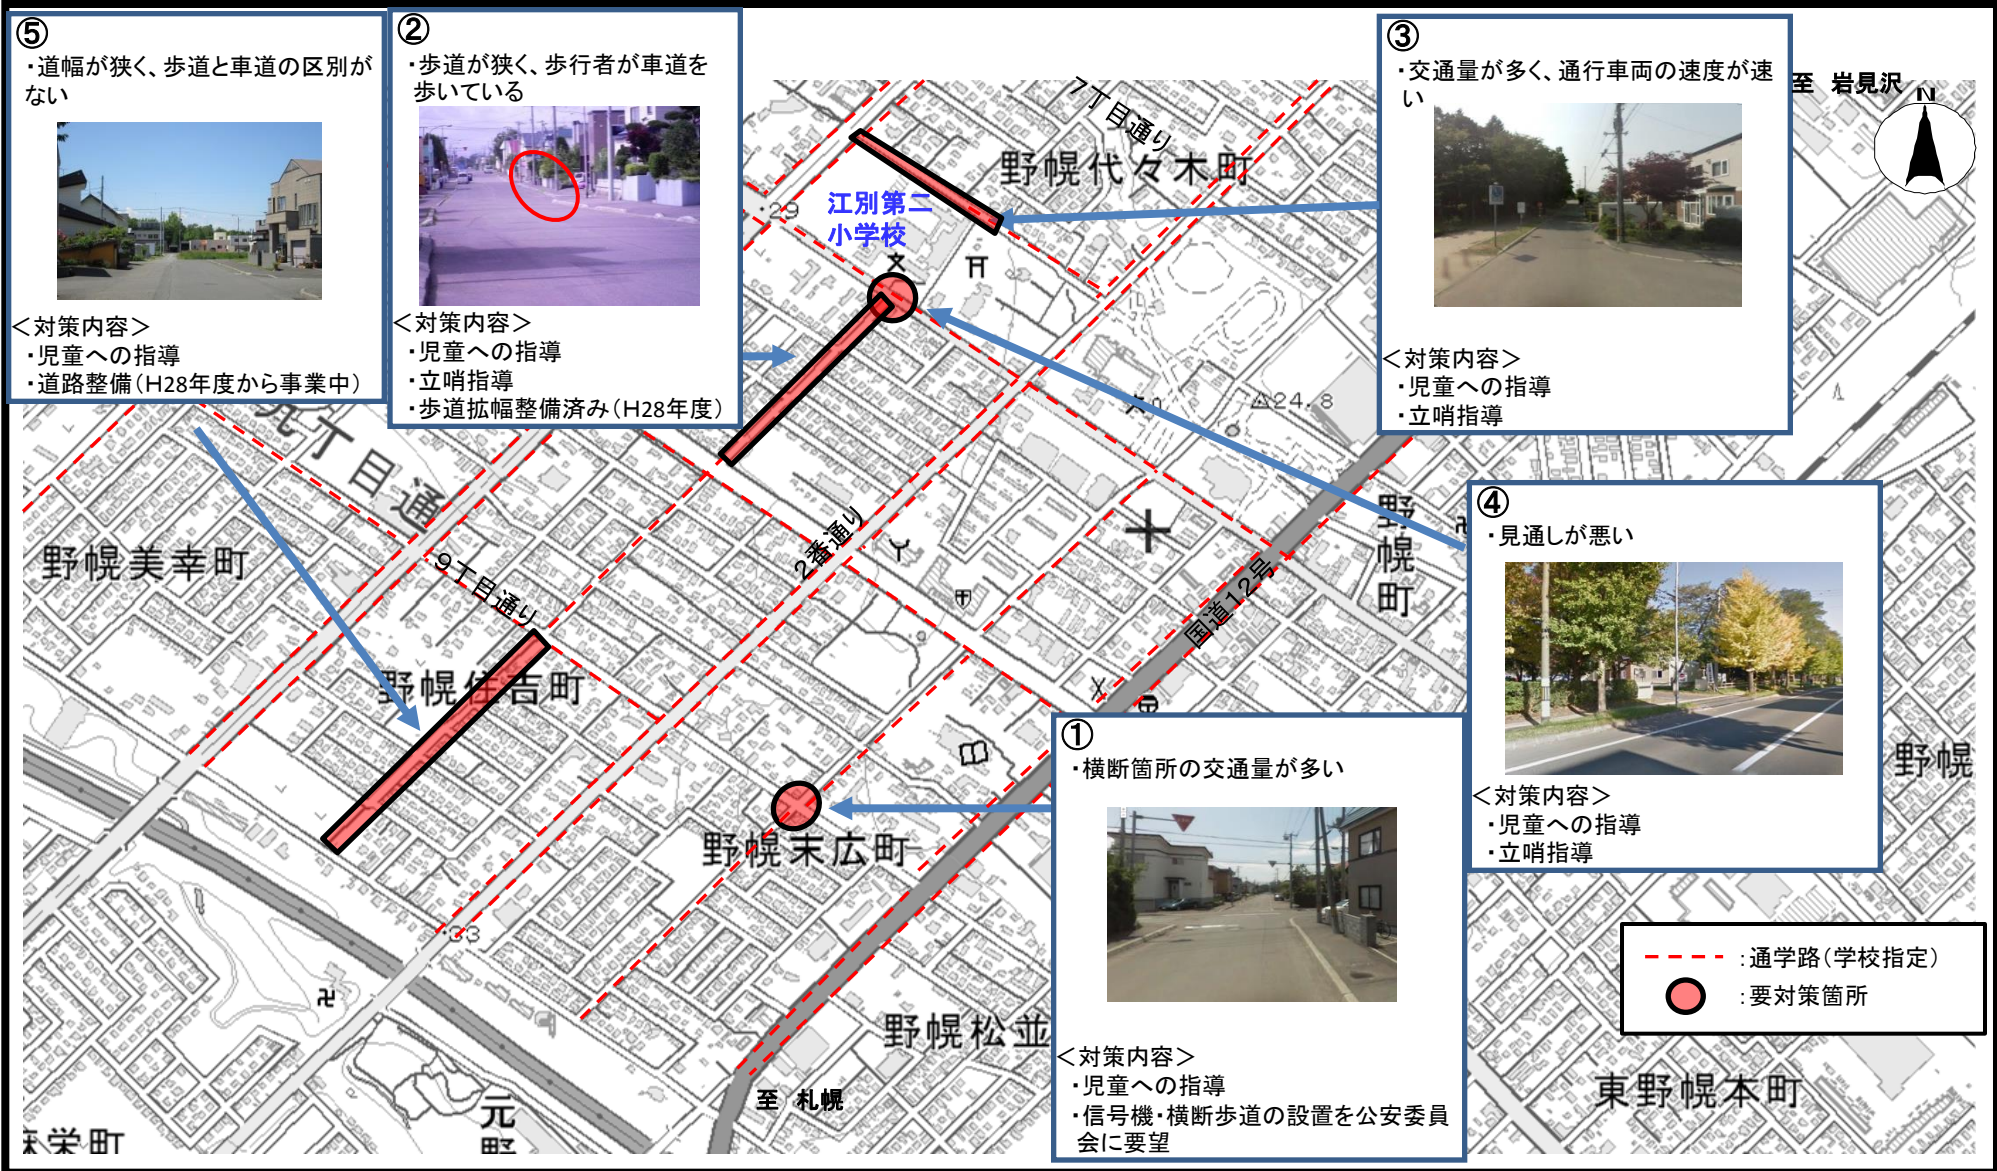 ⑤
・道幅が狭く、歩道と車道の区別が
ない
<対策内容>
・児童への指導
・道路整備(H28年度から事業中)
②
・歩道が狭く、歩行者が車道を
歩いている
<対策内容>
・児童への指導
・立哨指導
・歩道拡幅整備済み(H28年度)
③
・交通量が多く、通行車両の速度が速
い
<対策内容>
・児童への指導
・立哨指導
至 岩見沢
N
7丁目通り
野幌代々木町
江別第二
小学校
29
24.8
④
・見通しが悪い
<対策内容>
・児童への指導
・立哨指導
野幌町
丁目通
野幌美幸町
9丁目通り
2番通り
国道12号
野幌住吉町
野幌末広町
野幌
①
・横断箇所の交通量が多い
<対策内容>
・児童への指導
・信号機・横断歩道の設置を公安委員
会に要望
33
野幌松並
至 札幌
元野
栄町
東野幌本町
:通学路(学校指定)
:要対策箇所